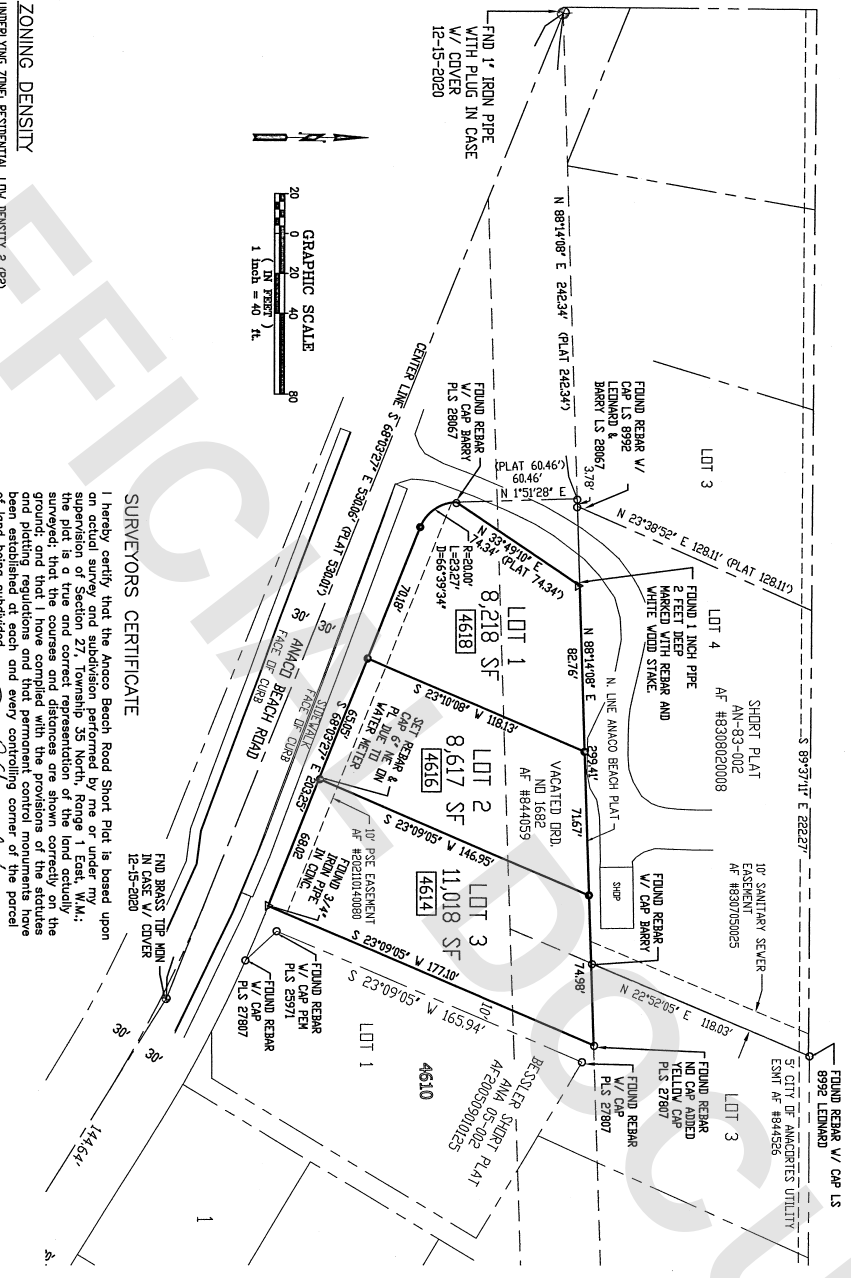 ZONING DENSITY
FND 1" IRON PIPE
WITH PLUG IN CASE
W/ COVER
12-15-2020
N
GRAPHIC SCALE
20 0 20 40 80
( IN FEET )
1 inch = 40 ft.
N 88°14'08" E 242.34' (PLAT 242.34')
S 89°37'11" E 222.27'
CENTER LINE S 68°03'27" E 530.06' (PLAT 530.01')
FOUND REBAR W/
CAP LS 8992
LEONARD &
BARRY LS 28067
3.78'
LOT 3
N 23°38'52" E 128.11' (PLAT 128.11')
FOUND REBAR
W/ CAP BARRY
PLS 28067
(PLAT 60.46')
60.46'
N 1°51'28" E
N 33°49'10" E
74.34' (PLAT 74.34')
R=20.00'
L=23.27'
D=66°39'34"
FOUND 1 INCH PIPE
2 FEET DEEP
MARKED WITH REBAR AND
WHITE WOOD STAKE.
LOT 4
SHORT PLAT
AN-83-002
AF #8308020008
N 88°14'08" E
82.76'
299.41'
71.67'
74.98'
N. LINE ANACO BEACH PLAT
LOT 1
8,218 SF
4618
70.18'
S 23°10'08" W 118.13'
LOT 2
8,617 SF
4616
VACATED ORD.
NO 1682
AF #844059
SET REBAR &
CAP 6" NE ON
PL DUE TO
WATER METER
65.05'
S 68°03'27" E 203.25'
68.02
S 23°09'05" W 146.95'
LOT 3
11,018 SF
4614
10' PSE EASEMENT
AF #202110140080
FOUND 3/4"
IRON PIPE
IN CONC.
S 23°09'05" W 177.10'
S 23°09'05" W 165.94'
10'
SHOP
FOUND REBAR
W/ CAP BARRY
10' SANITARY SEWER
EASEMENT
AF #8307050025
N 22°52'05" E 118.03'
FOUND REBAR W/ CAP LS
8992 LEONARD
5' CITY OF ANACORTES UTILITY
ESMT AF #844526
LOT 3
FOUND REBAR
NO CAP ADDED
YELLOW CAP
PLS 27807
FOUND REBAR
W/ CAP
PLS 27807
BESSLER SHORT PLAT
ANA 05-002
AF200509010125
4610
LOT 1
FOUND REBAR
W/ CAP PEM
PLS 25971
FOUND REBAR
W/ CAP
PLS 27807
SIDEWALK
FACE OF CURB
30'
30'
ANACO BEACH ROAD
FACE OF CURB
FND BRASS TOP MON
IN CASE W/ COVER
12-15-2020
30'
30'
144.64'
1
SURVEYORS CERTIFICATE
I hereby certify that the Anaco Beach Road Short Plat is based upon
an actual survey and subdivision performed by me or under my
supervision of Section 27, Township 35 North, Range 1 East, W.M.;
the plat is a true and correct representation of the land actually
surveyed; that the courses and distances are shown correctly on the
ground; and that I have complied with the provisions of the statutes
and platting regulations and that permanent control monuments have
been established at each and every controlling corner of the parcel